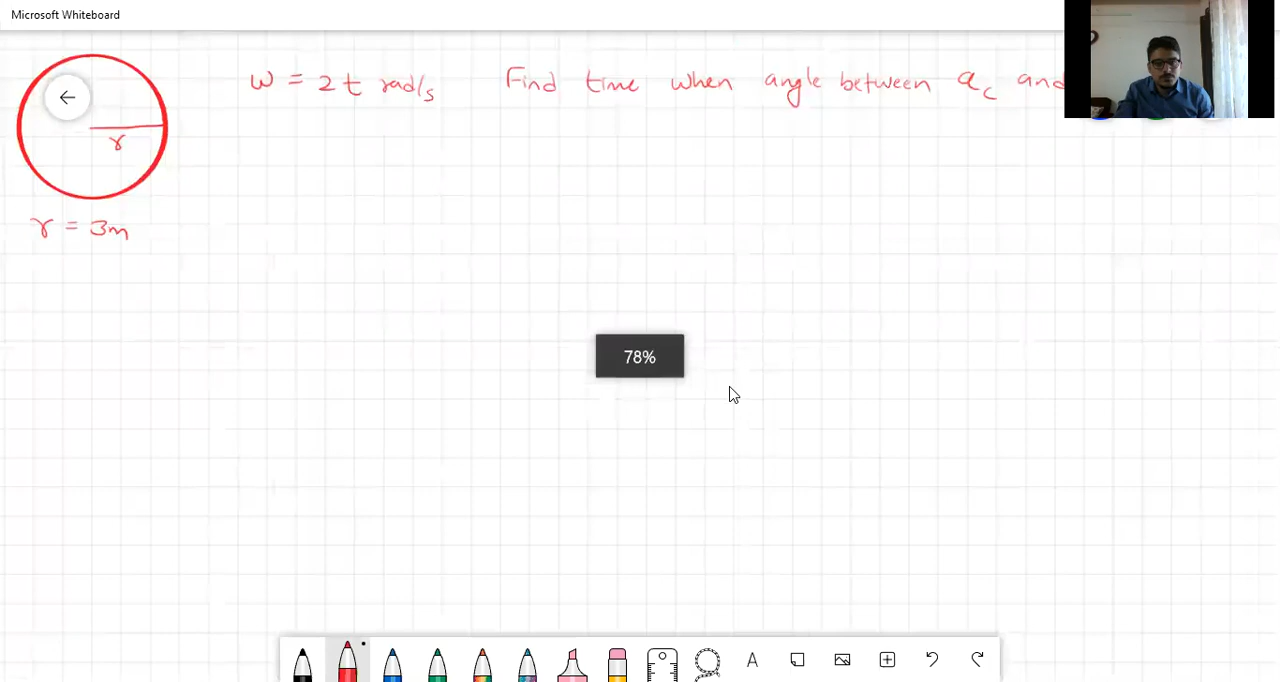 Microsoft Whiteboard
ω = 2t rad/s Find time when angle between a_c and
r
r = 3m
78%
A